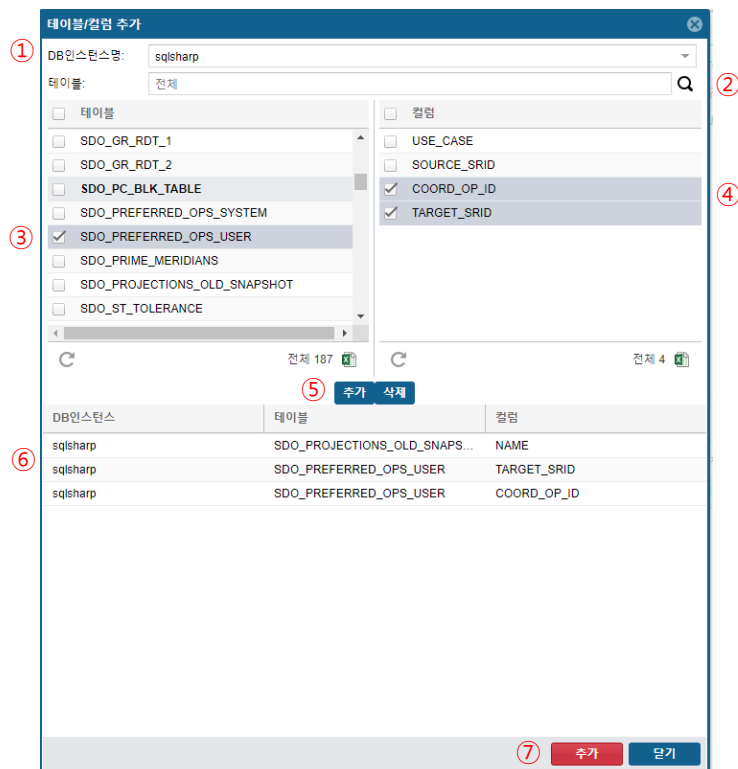 테이블/컬럼 추가
① DB인스턴스명: sqlsharp
테이블: 전체 ②
테이블
SDO_GR_RDT_1
SDO_GR_RDT_2
SDO_PC_BLK_TABLE
SDO_PREFERRED_OPS_SYSTEM
③ SDO_PREFERRED_OPS_USER
SDO_PRIME_MERIDIANS
SDO_PROJECTIONS_OLD_SNAPSHOT
SDO_ST_TOLERANCE
전체 187
컬럼
USE_CASE
SOURCE_SRID
COORD_OP_ID ④
TARGET_SRID
전체 4
⑤ 추가 삭제
DB인스턴스 테이블 컬럼
sqlsharp SDO_PROJECTIONS_OLD_SNAPS... NAME
⑥ sqlsharp SDO_PREFERRED_OPS_USER TARGET_SRID
sqlsharp SDO_PREFERRED_OPS_USER COORD_OP_ID
⑦ 추가 닫기